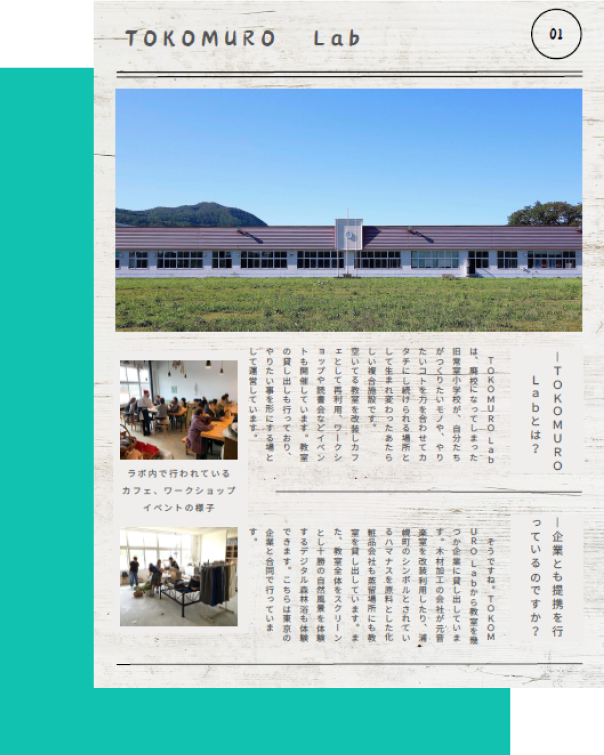 TOKOMURO Lab
01
―TOKOMURO
Labとは？
TOKOMURO Lab
は、廃校になってしまった
旧常室小学校が、自分たち
がつくりたいモノや、やり
たいコトを力を合わせてカ
タチにし続けられる場所と
して生まれ変わったあたら
しい複合施設です。
空いてる教室を改装しカフ
ェとして再利用、ワークシ
ョップや読書会などイベン
トも開催しています。教室
の貸し出しも行っており、
やりたい事を形にする場と
して運営しています。
ラボ内で行われている
カフェ、ワークショップ
イベントの様子
―企業とも提携を行
っているのですか？
そうですね。TOKOM
URO Labから教室を幾
つか企業に貸し出していま
す。木材加工の会社が元音
楽室を改装利用したり、浦
幌町のシンボルとされてい
るハマナスを原料とした化
粧品会社も蒸留場所にも教
室を貸し出しています。ま
た、教室全体をスクリーン
とし十勝の自然風景を体験
するデジタル森林浴も体験
できます。こちらは東京の
企業と合同で行っていま
す。